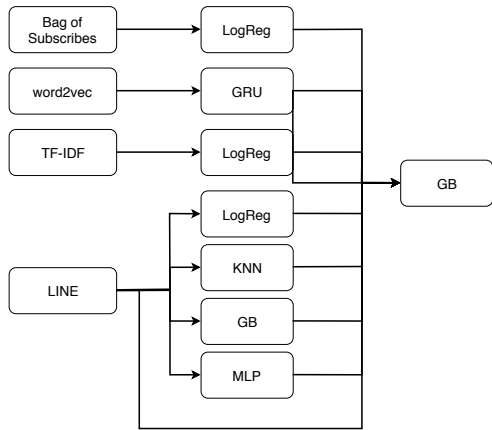 Bag of
Subscribes
LogReg
word2vec
GRU
TF-IDF
LogReg
GB
LogReg
KNN
LINE
GB
MLP